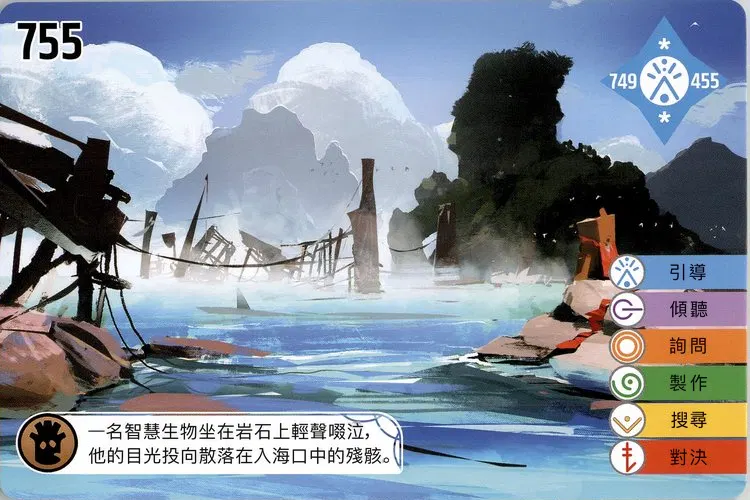 755
*
749 455
*
引導
傾聽
詢問
製作
搜尋
對決
一名智慧生物坐在岩石上輕聲啜泣，
他的目光投向散落在入海口中的殘骸。